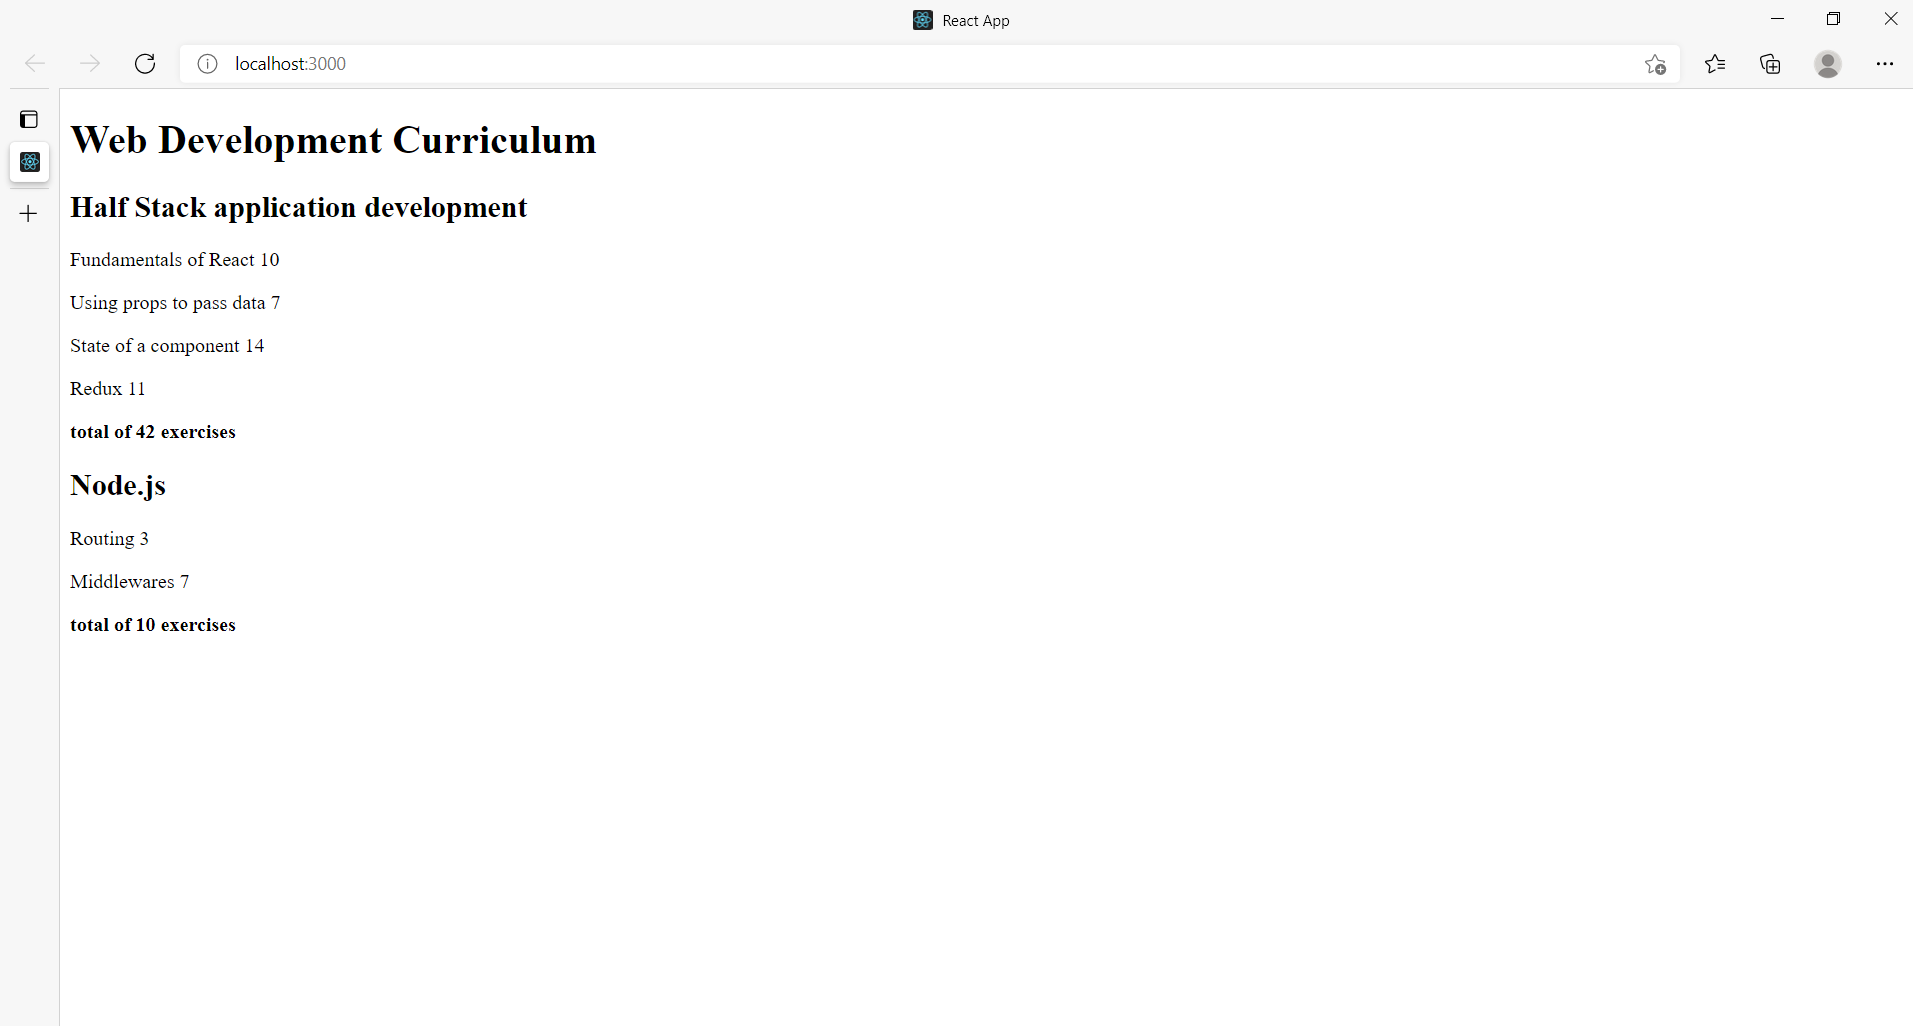 React App
localhost:3000
Web Development Curriculum
Half Stack application development
Fundamentals of React 10
Using props to pass data 7
State of a component 14
Redux 11
total of 42 exercises
Node.js
Routing 3
Middlewares 7
total of 10 exercises